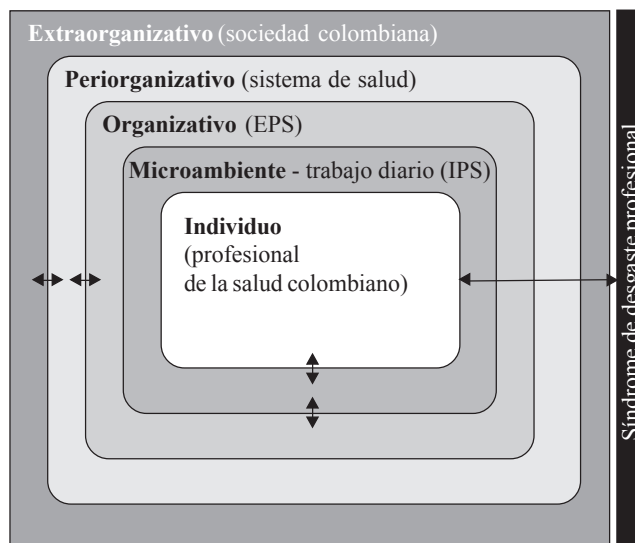 Extraorganizativo (sociedad colombiana)
Periorganizativo (sistema de salud)
Organizativo (EPS)
Microambiente - trabajo diario (IPS)
Individuo
(profesional
de la salud colombiano)
Síndrome de desgaste profesional